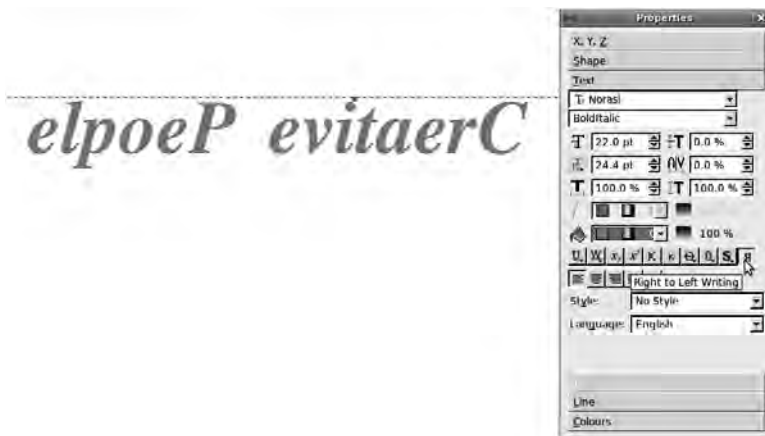 elpoeP evitaerC
Properties
X, Y, Z
Shape
Text
Norasi
BoldItalic
22.0 pt 0.0 %
24.4 pt 0.0 %
100.0 % 100.0 %
100 %
Right to Left Writing
Style: No Style
Language: English
Line
Colours